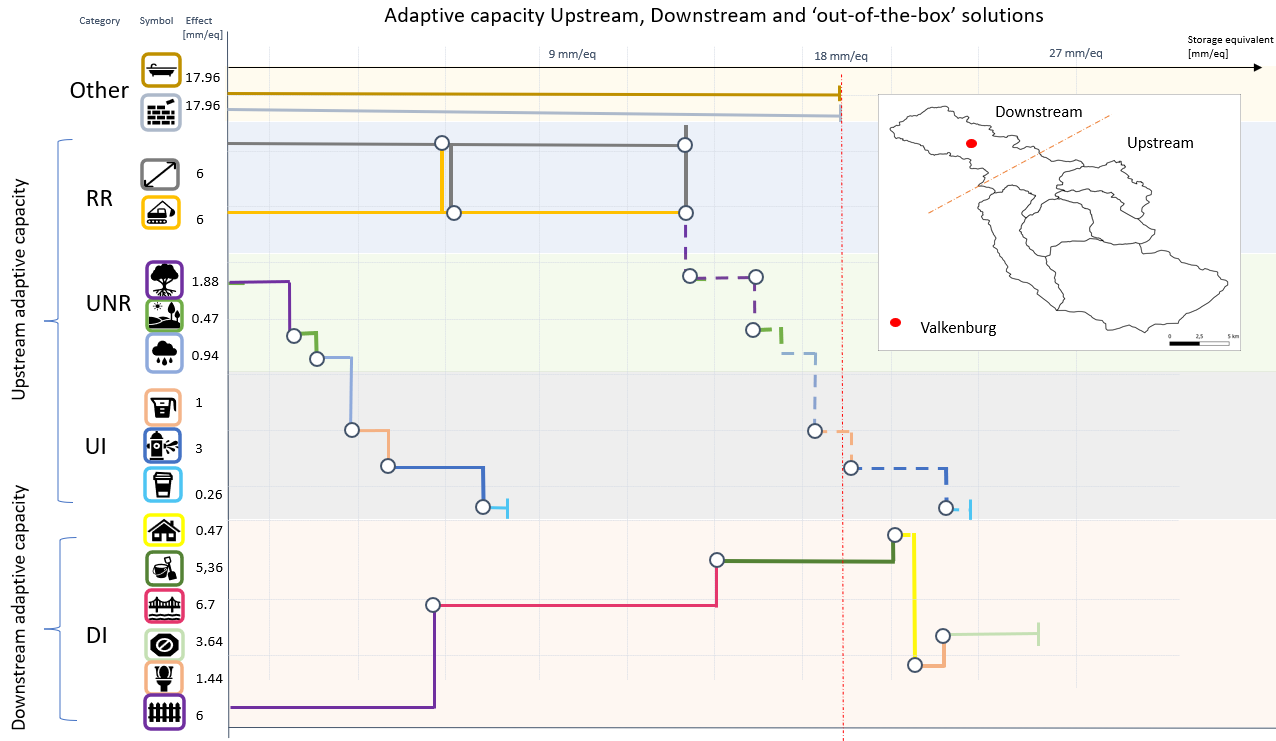 Adaptive capacity Upstream, Downstream and ‘out-of-the-box’ solutions
Category Symbol Effect
[mm/eq]
Storage equivalent
[mm/eq]
9 mm/eq 18 mm/eq 27 mm/eq
Other
17.96
17.96
Upstream adaptive capacity
RR
6
6
UNR
1.88
0.47
0.94
UI
1
3
0.26
Downstream adaptive capacity
DI
0.47
5,36
6.7
3.64
1.44
6
Downstream
Upstream
Valkenburg
0 2,5 5 km